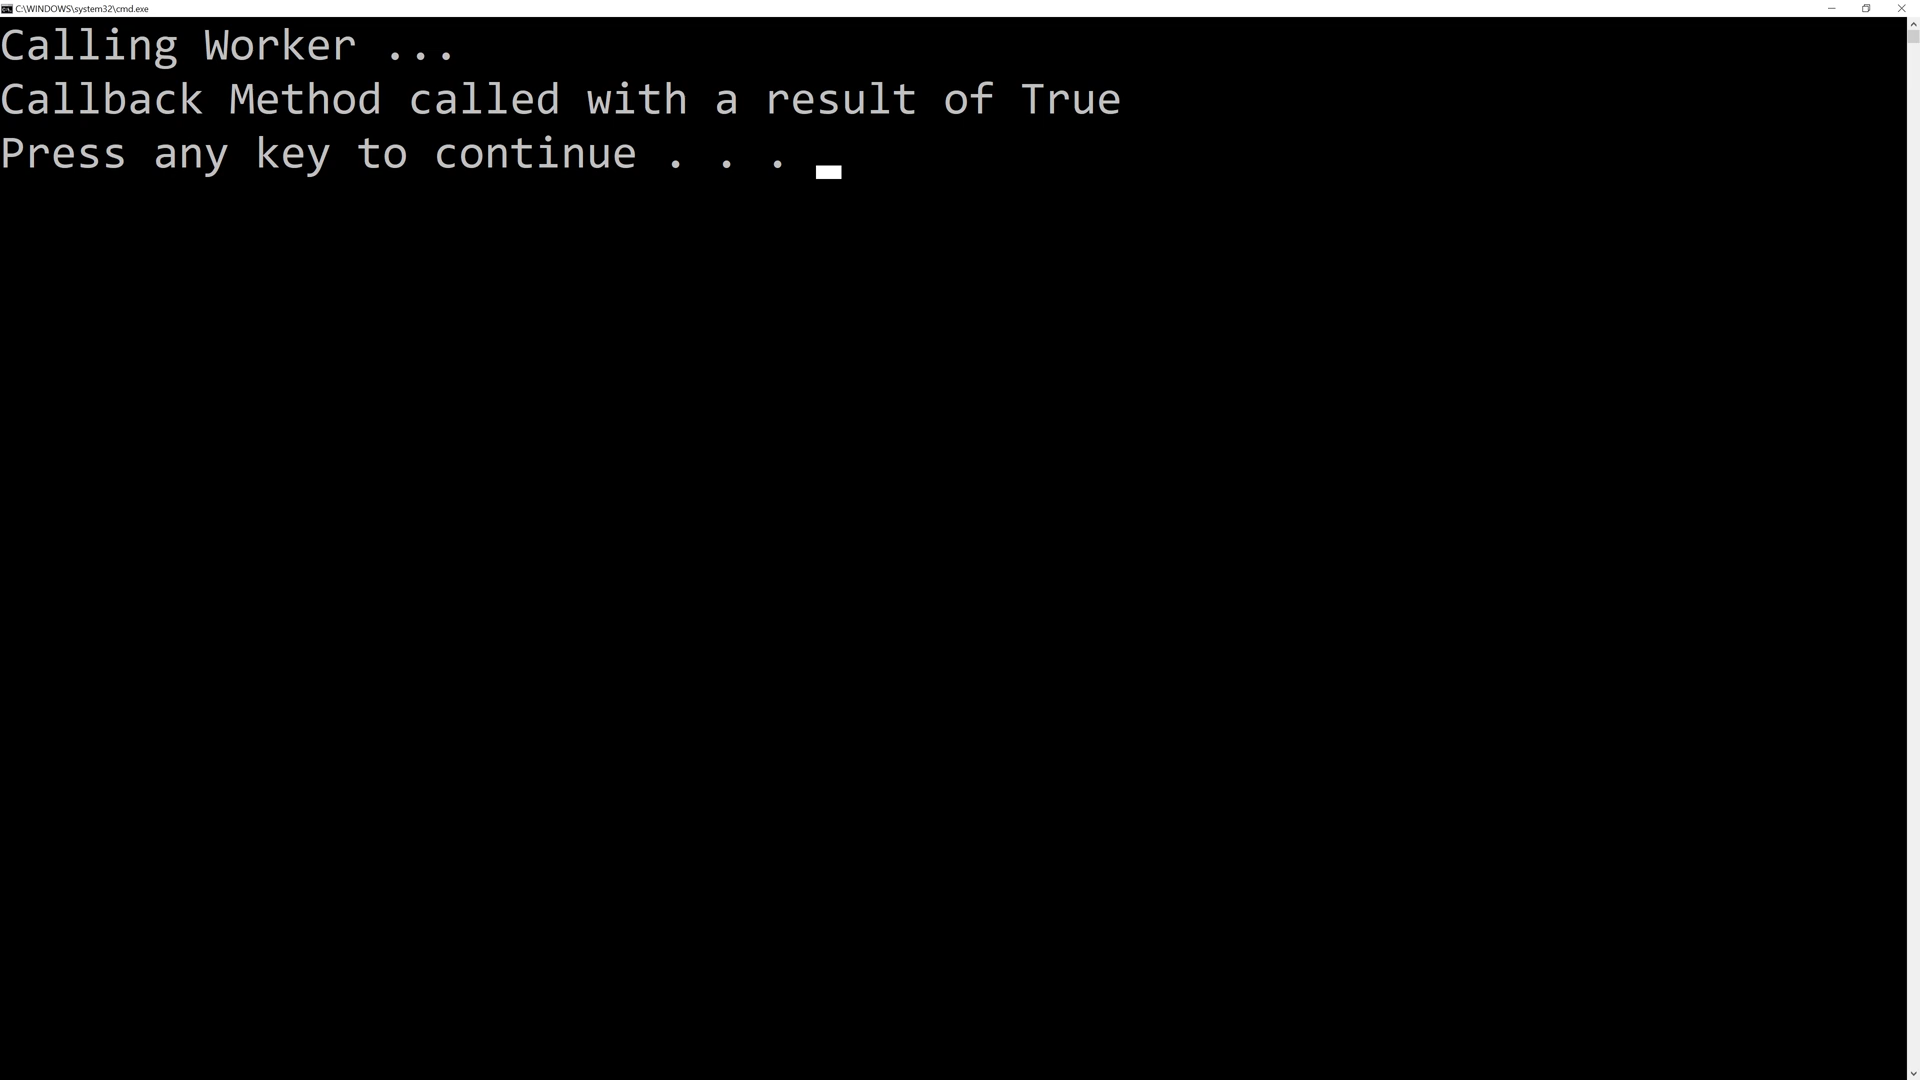 C:\WINDOWS\system32\cmd.exe
Calling Worker ...
Callback Method called with a result of True
Press any key to continue . . .